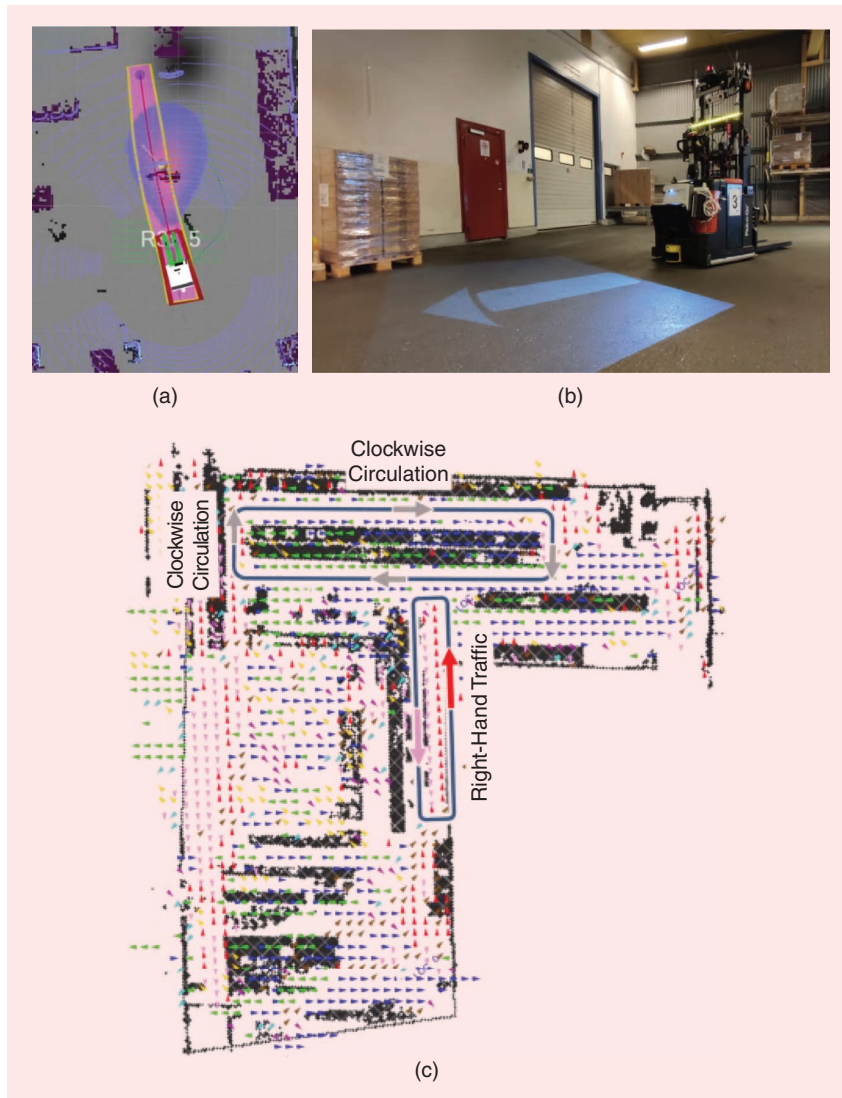 (a)
(b)
Clockwise
Circulation
Clockwise
Circulation
Right-Hand Traffic
(c)